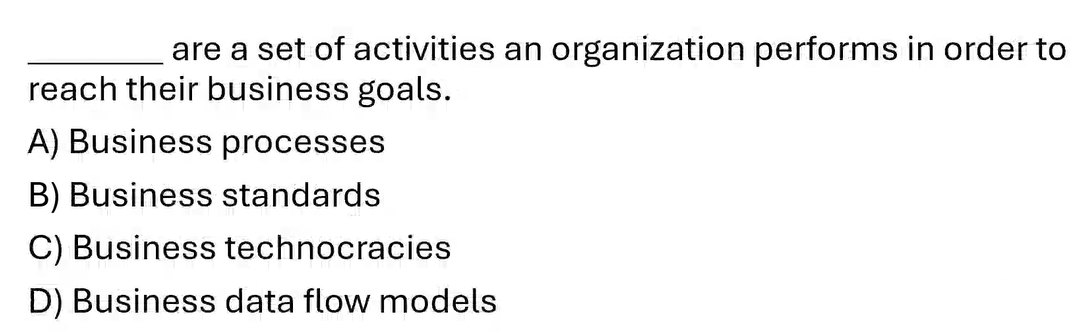 ________ are a set of activities an organization performs in order to
reach their business goals.
A) Business processes
B) Business standards
C) Business technocracies
D) Business data flow models